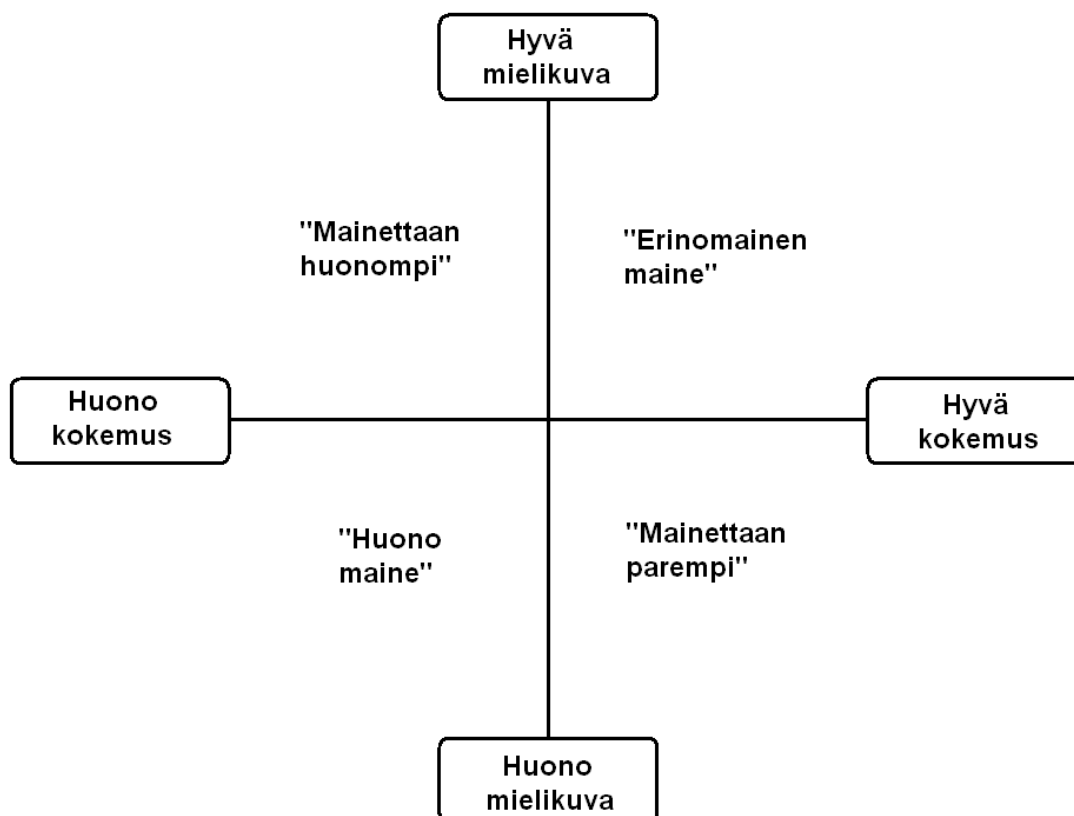 Hyvä
mielikuva
"Mainettaan
huonompi"
"Erinomainen
maine"
Huono
kokemus
Hyvä
kokemus
"Huono
maine"
"Mainettaan
parempi"
Huono
mielikuva